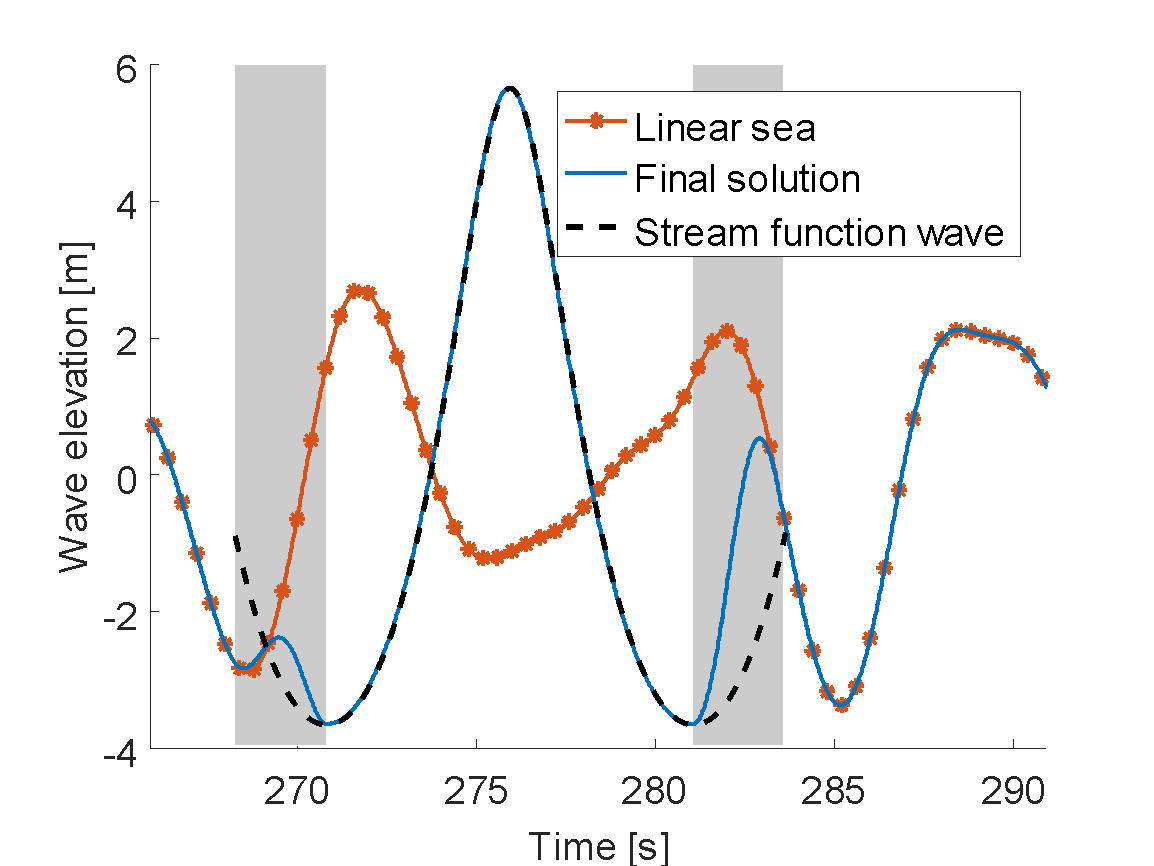 Wave elevation [m]
6
4
2
0
-2
-4
Linear sea
Final solution
Stream function wave
270 275 280 285 290
Time [s]